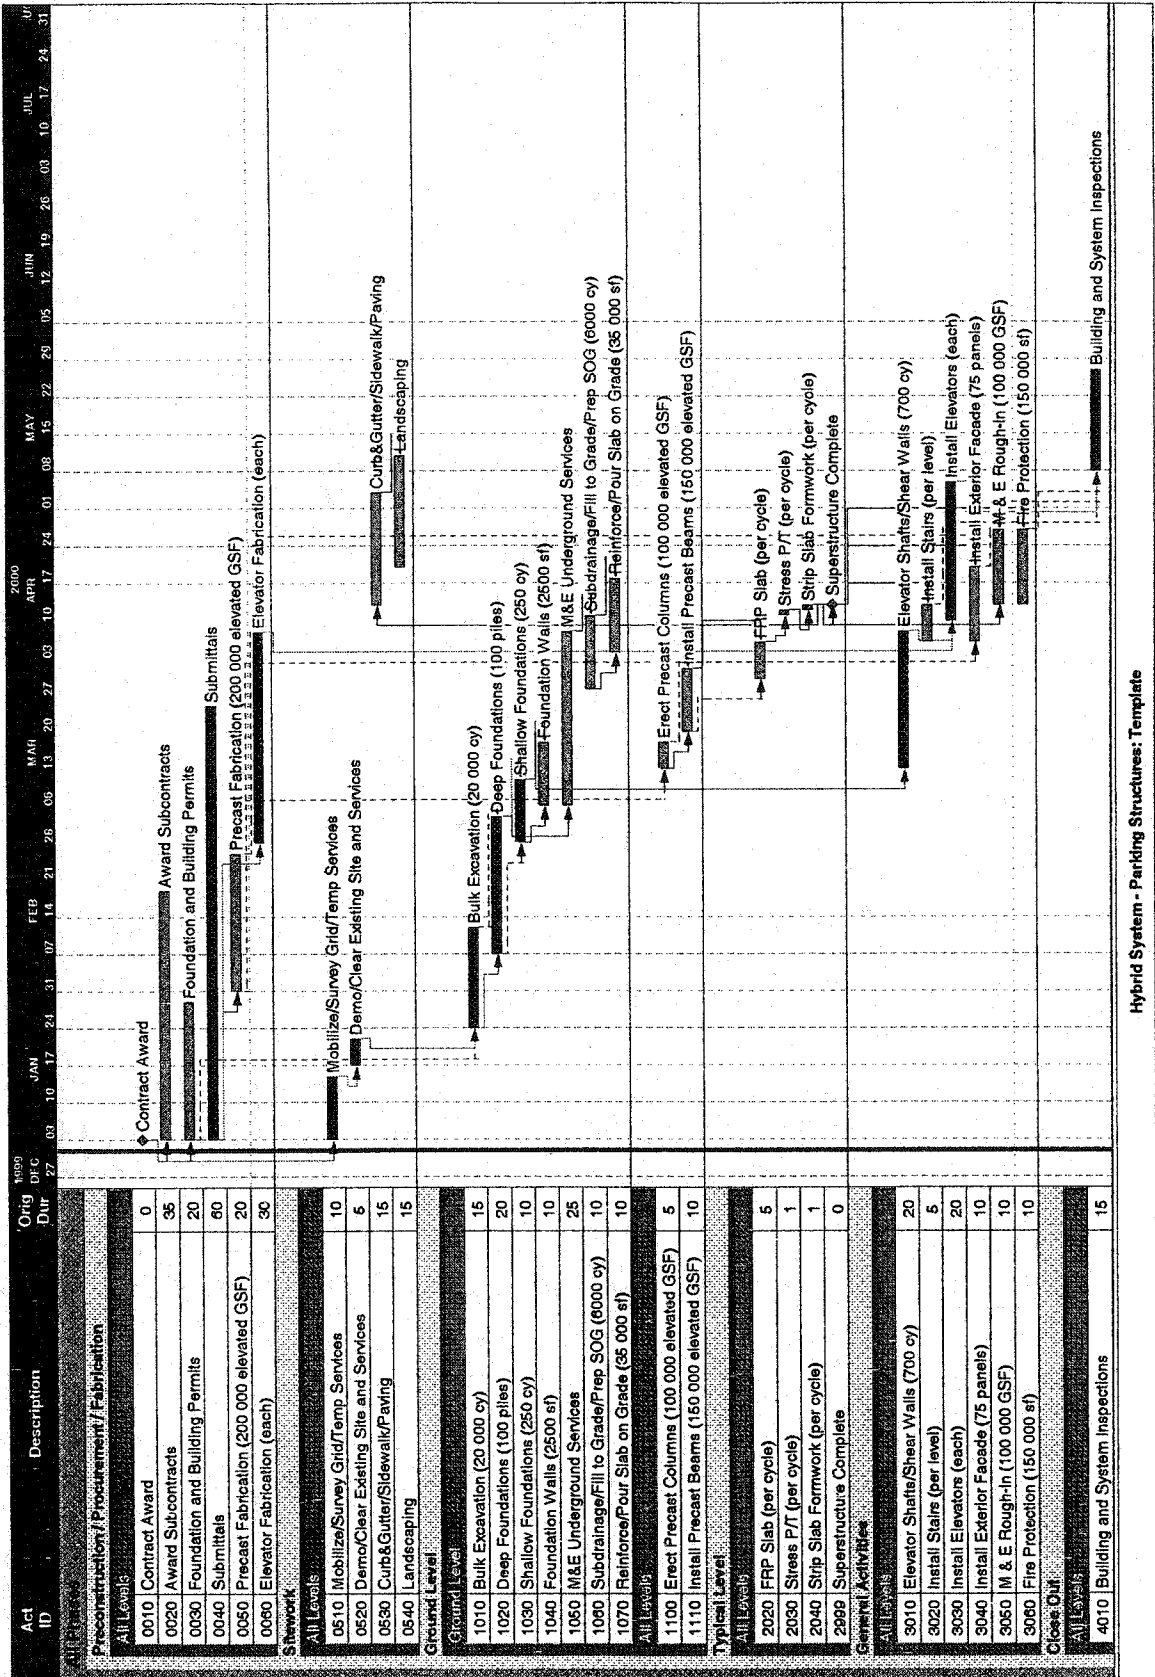 Act ID Description Orig Dur
1999 2000
DEC JAN FEB MAR APR MAY JUN JUL
27 03 10 17 24 31 07 14 21 28 06 13 20 27 03 10 17 24 01 08 15 22 29 05 12 19 26 03 10 17 24 31
All Phases
Preconstruction / Procurement / Fabrication
All Levels
0010 Contract Award 0 Contract Award
0020 Award Subcontracts 35 Award Subcontracts
0030 Foundation and Building Permits 20 Foundation and Building Permits
0040 Submittals 60 Submittals
0050 Precast Fabrication (200 000 elevated GSF) 20 Precast Fabrication (200 000 elevated GSF)
0060 Elevator Fabrication (each) 30 Elevator Fabrication (each)
Sitework
All Levels
0510 Mobilize/Survey Grid/Temp Services 10 Mobilize/Survey Grid/Temp Services
0520 Demo/Clear Existing Site and Services 5 Demo/Clear Existing Site and Services
0530 Curb&Gutter/Sidewalk/Paving 15 Curb&Gutter/Sidewalk/Paving
0540 Landscaping 15 Landscaping
Ground Level
Ground Level
1010 Bulk Excavation (20 000 cy) 15 Bulk Excavation (20 000 cy)
1020 Deep Foundations (100 piles) 20 Deep Foundations (100 piles)
1030 Shallow Foundations (250 cy) 10 Shallow Foundations (250 cy)
1040 Foundation Walls (2500 sf) 10 Foundation Walls (2500 sf)
1050 M&E Underground Services 25 M&E Underground Services
1060 Subdrainage/Fill to Grade/Prep SOG (6000 cy) 10 Subdrainage/Fill to Grade/Prep SOG (6000 cy)
1070 Reinforce/Pour Slab on Grade (35 000 sf) 10 Reinforce/Pour Slab on Grade (35 000 sf)
All Levels
1100 Erect Precast Columns (100 000 elevated GSF) 5 Erect Precast Columns (100 000 elevated GSF)
1110 Install Precast Beams (150 000 elevated GSF) 10 Install Precast Beams (150 000 elevated GSF)
Typical Level
All Levels
2020 FRP Slab (per cycle) 5 FRP Slab (per cycle)
2030 Stress P/T (per cycle) 1 Stress P/T (per cycle)
2040 Strip Slab Formwork (per cycle) 1 Strip Slab Formwork (per cycle)
2999 Superstructure Complete 0 Superstructure Complete
General Activities
All Levels
3010 Elevator Shafts/Shear Walls (700 cy) 20 Elevator Shafts/Shear Walls (700 cy)
3020 Install Stairs (per level) 5 Install Stairs (per level)
3030 Install Elevators (each) 20 Install Elevators (each)
3040 Install Exterior Facade (75 panels) 10 Install Exterior Facade (75 panels)
3050 M & E Rough-In (100 000 GSF) 10 M & E Rough-In (100 000 GSF)
3060 Fire Protection (150 000 sf) 10 Fire Protection (150 000 sf)
Close Out
All Levels
4010 Building and System Inspections 15 Building and System Inspections
Hybrid System - Parking Structures: Template